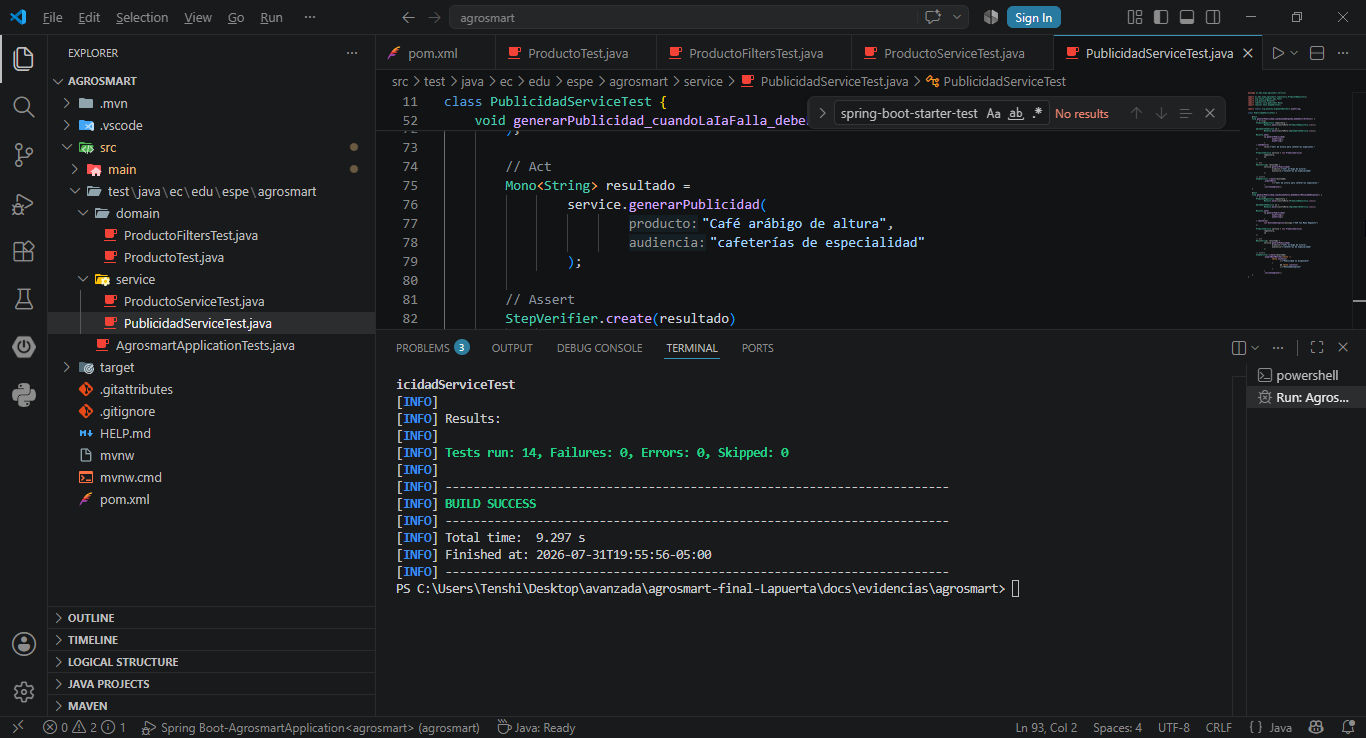 File Edit Selection View Go Run ··· agrosmart Sign In
EXPLORER ···
AGROSMART
.mvn
.vscode
src
main
test\java\ec\edu\espe\agrosmart
domain
ProductoFiltersTest.java
ProductoTest.java
service
ProductoServiceTest.java
PublicidadServiceTest.java
AgrosmartApplicationTests.java
target
.gitattributes
.gitignore
HELP.md
mvnw
mvnw.cmd
pom.xml
OUTLINE
TIMELINE
LOGICAL STRUCTURE
JAVA PROJECTS
MAVEN
pom.xml ProductoTest.java ProductoFiltersTest.java ProductoServiceTest.java PublicidadServiceTest.java
src > test > java > ec > edu > espe > agrosmart > service > PublicidadServiceTest.java > PublicidadServiceTest
11 class PublicidadServiceTest {
52 void generarPublicidad_cuandoLaIaFalla_debe
spring-boot-starter-test Aa ab .* No results
73
74 // Act
75 Mono<String> resultado =
76 service.generarPublicidad(
77 producto: "Café arábigo de altura",
78 audiencia: "cafeterías de especialidad"
79 );
80
81 // Assert
82 StepVerifier.create(resultado)
PROBLEMS 3 OUTPUT DEBUG CONSOLE TERMINAL PORTS
icidadServiceTest
[INFO]
[INFO] Results:
[INFO]
[INFO] Tests run: 14, Failures: 0, Errors: 0, Skipped: 0
[INFO]
[INFO] ------------------------------------------------------------------------
[INFO] BUILD SUCCESS
[INFO] ------------------------------------------------------------------------
[INFO] Total time:  9.297 s
[INFO] Finished at: 2026-07-31T19:55:56-05:00
[INFO] ------------------------------------------------------------------------
PS C:\Users\Tenshi\Desktop\avanzada\agrosmart-final-Lapuerta\docs\evidencias\agrosmart>
powershell
Run: Agros...
0 2 1 Spring Boot-AgrosmartApplication<agrosmart> (agrosmart) Java: Ready Ln 93, Col 2 Spaces: 4 UTF-8 CRLF { } Java